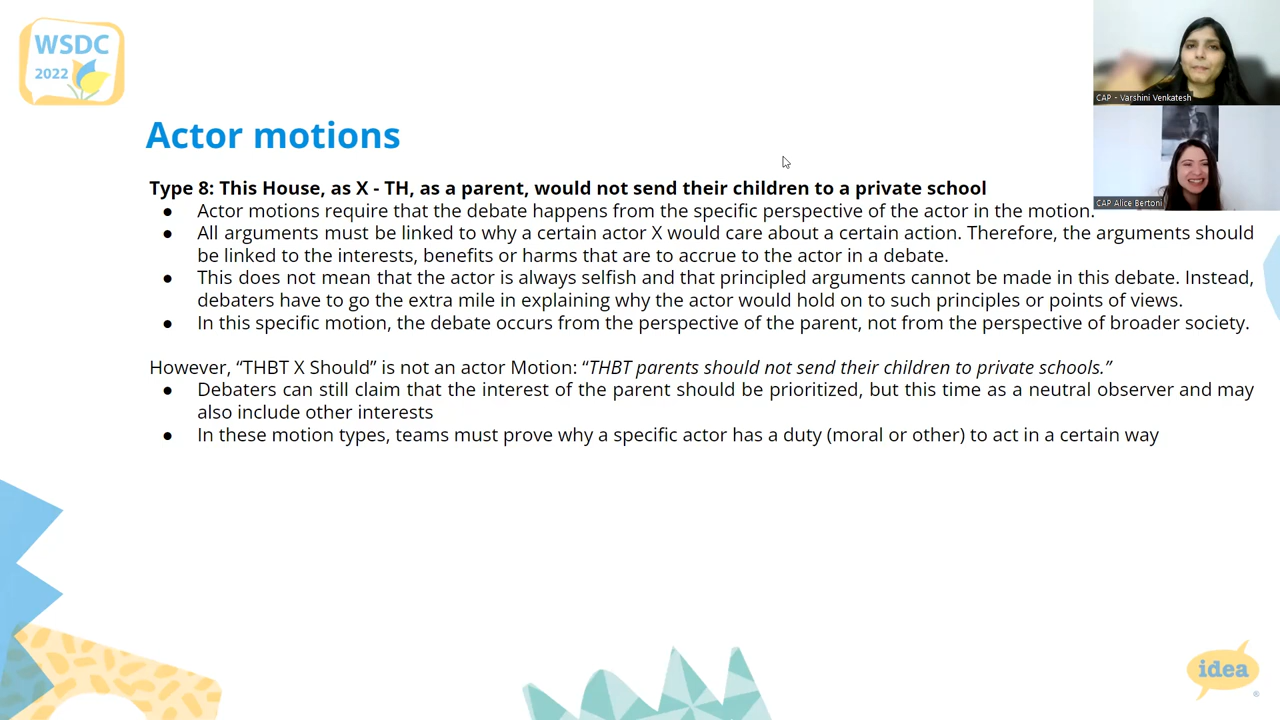 WSDC
2022
CAP - Varshini Venkatesh
CAP Alice Bertoni
Actor motions
Type 8: This House, as X - TH, as a parent, would not send their children to a private school
● Actor motions require that the debate happens from the specific perspective of the actor in the motion.
● All arguments must be linked to why a certain actor X would care about a certain action. Therefore, the arguments should
be linked to the interests, benefits or harms that are to accrue to the actor in a debate.
● This does not mean that the actor is always selfish and that principled arguments cannot be made in this debate. Instead,
debaters have to go the extra mile in explaining why the actor would hold on to such principles or points of views.
● In this specific motion, the debate occurs from the perspective of the parent, not from the perspective of broader society.
However, “THBT X Should” is not an actor Motion: “THBT parents should not send their children to private schools.”
● Debaters can still claim that the interest of the parent should be prioritized, but this time as a neutral observer and may
also include other interests
● In these motion types, teams must prove why a specific actor has a duty (moral or other) to act in a certain way
idea
®